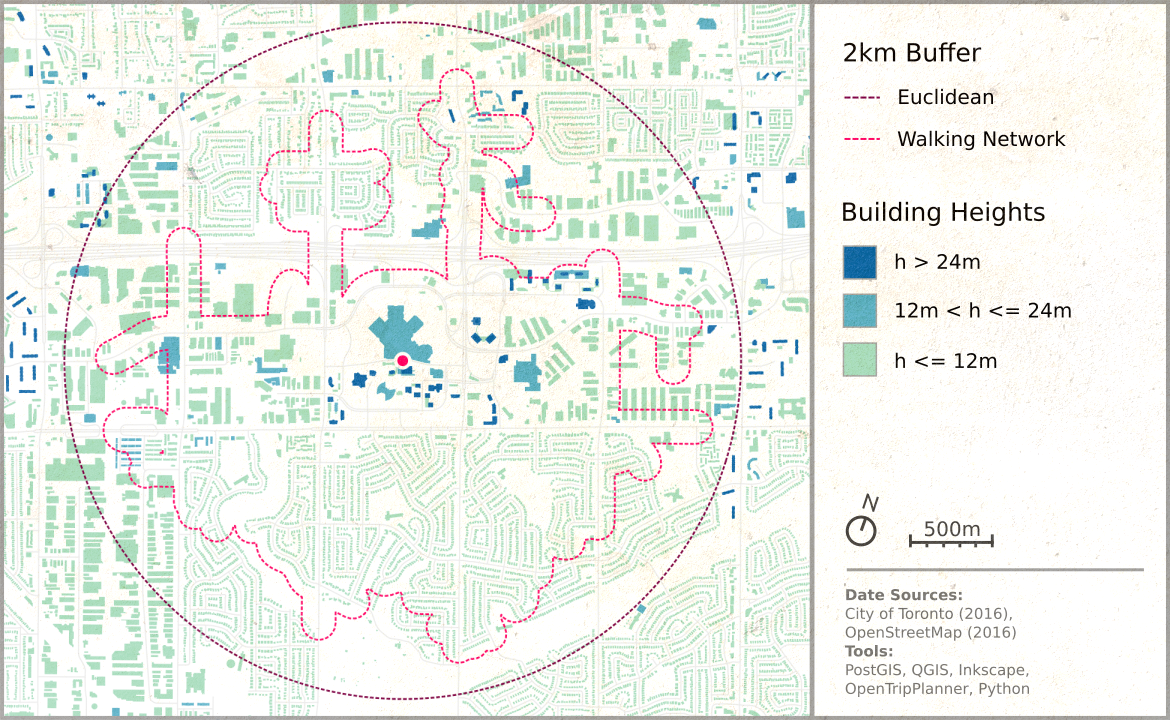 2km Buffer
Euclidean
Walking Network
Building Heights
h > 24m
12m < h <= 24m
h <= 12m
N
500m
Date Sources:
City of Toronto (2016),
OpenStreetMap (2016)
Tools:
PostGIS, QGIS, Inkscape,
OpenTripPlanner, Python